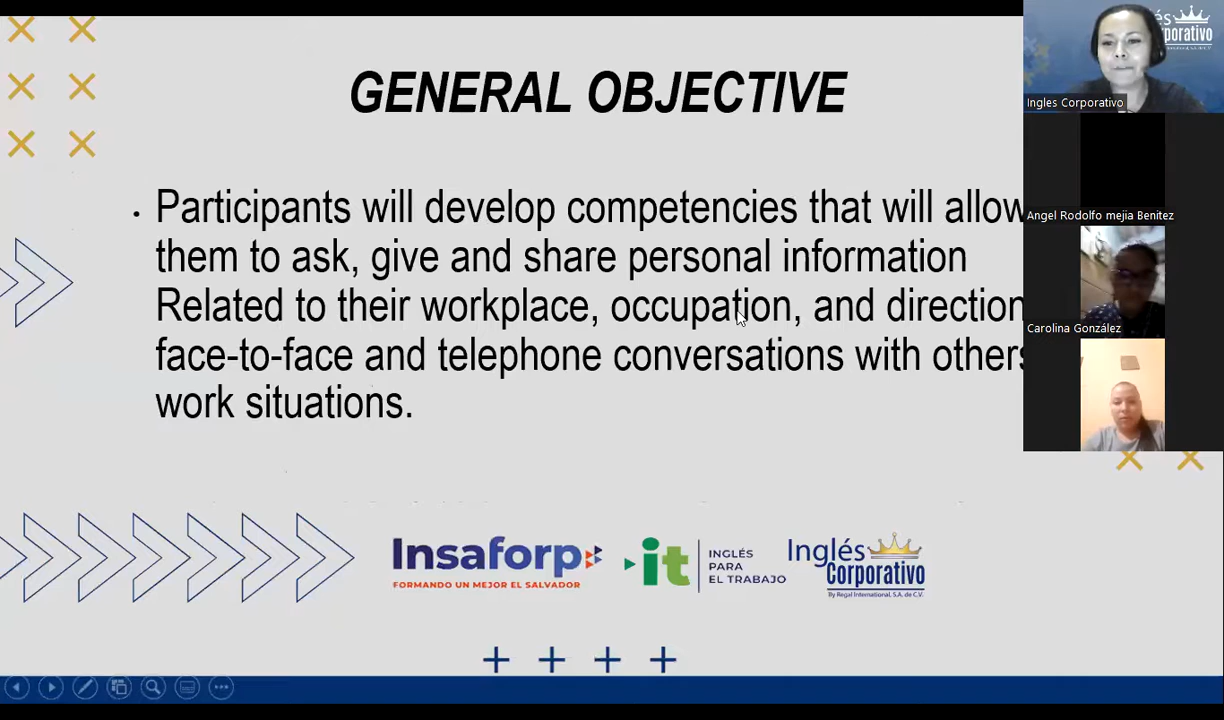 GENERAL OBJECTIVE
• Participants will develop competencies that will allow
them to ask, give and share personal information
Related to their workplace, occupation, and direction
face-to-face and telephone conversations with others
work situations.
Insaforp
FORMANDO UN MEJOR EL SALVADOR
it
INGLÉS
PARA
EL TRABAJO
Inglés
Corporativo
By Regal International, S.A. de C.V.
Ingles Corporativo
Angel Rodolfo mejia Benitez
Carolina González